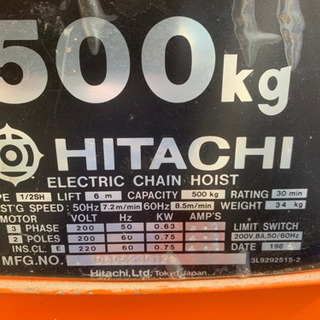 500kg
HITACHI
ELECTRIC CHAIN HOIST
PE 1/2SH LIFT 6 m CAPACITY 500 kg RATING 30 min
ST'G SPEED: 50Hz 7.2 m/min 60Hz 8.5 m/min WEIGHT 34 kg
MOTOR VOLT Hz KW AMP'S
3 PHASE 200 50 0.63 LIMIT SWITCH
2 POLES 200 60 0.75 200V,8A,50/60Hz
INS.CL E 220 60 0.75 DATE 198
MFG.NO. 3L9292515-2
Hitachi, Ltd. Tokyo Japan